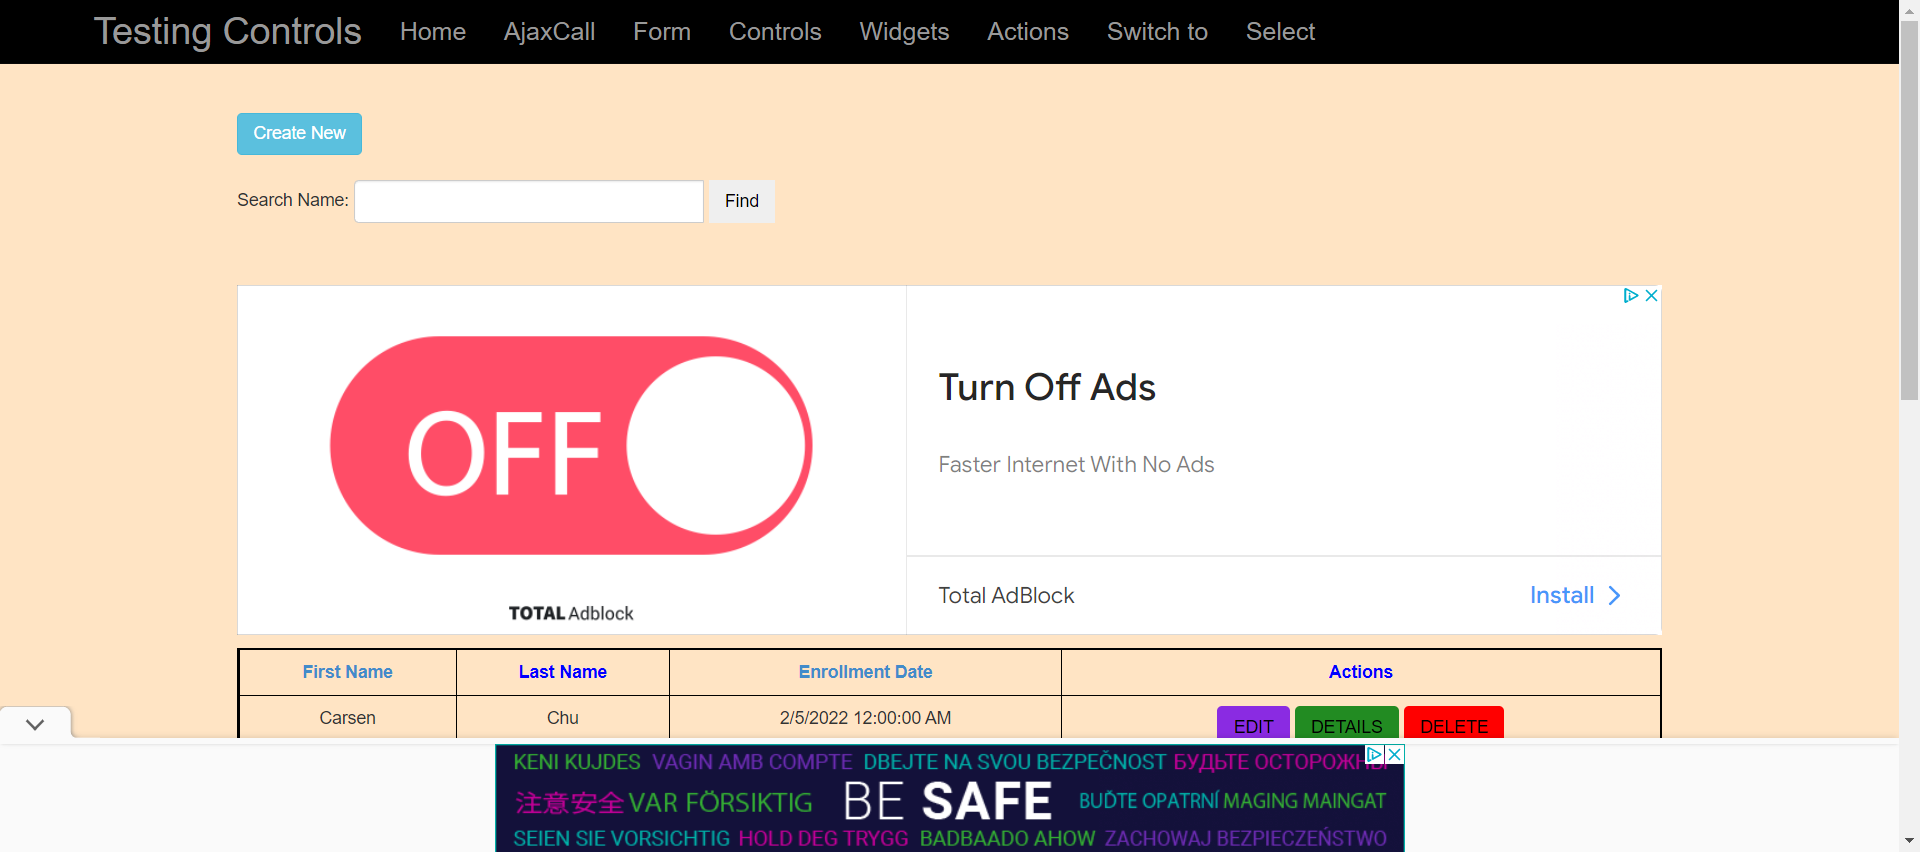 Testing Controls Home AjaxCall Form Controls Widgets Actions Switch to Select
Create New
Search Name: Find
OFF
TOTAL Adblock
Turn Off Ads
Faster Internet With No Ads
Total AdBlock Install
First Name Last Name Enrollment Date Actions
Carsen Chu 2/5/2022 12:00:00 AM EDIT DETAILS DELETE
KENI KUJDES VAGIN AMB COMPTE DBEJTE NA SVOU BEZPEČNOST БУДЬТЕ
注意安全 VAR FÖRSIKTIG BE SAFE BUĎTE OPATRNÍ MAGING MAINGAT
SEIEN SIE VORSICHTIG HOLD DEG TRYGG BADBAADO AHOW ZACHOWAJ BEZPIECZEŃSTWO